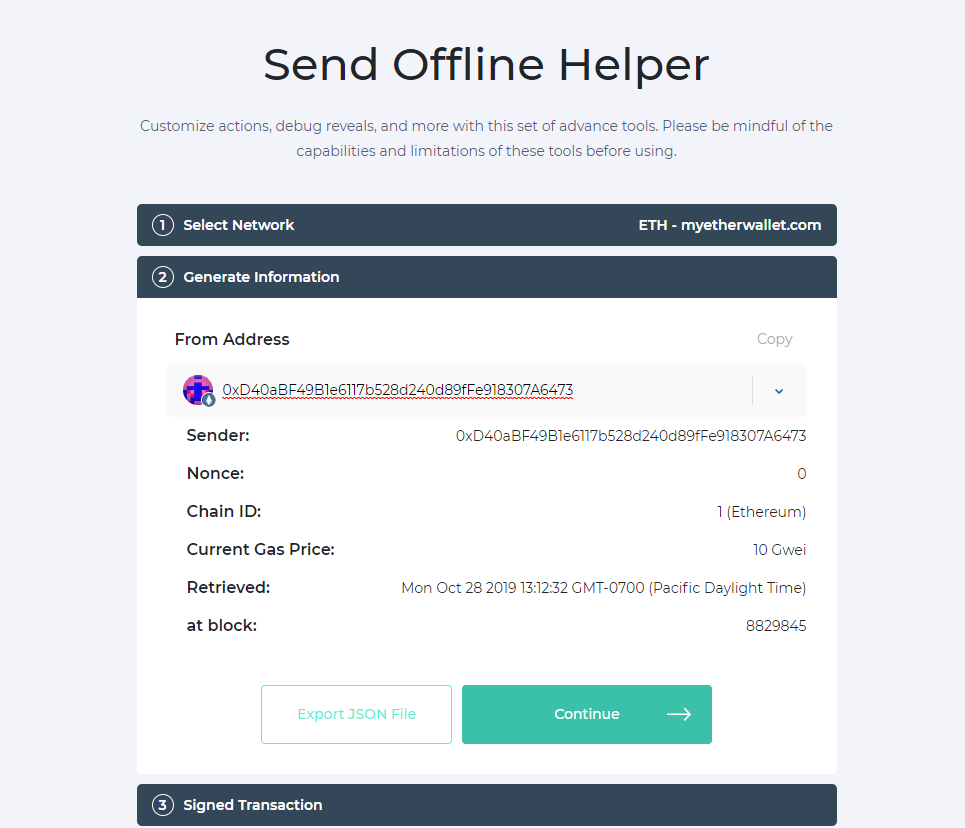 Send Offline Helper
Customize actions, debug reveals, and more with this set of advance tools. Please be mindful of the
capabilities and limitations of these tools before using.
1 Select Network ETH - myetherwallet.com
2 Generate Information
From Address Copy
0xD40aBF49B1e6117b528d240d89fFe918307A6473
Sender: 0xD40aBF49B1e6117b528d240d89fFe918307A6473
Nonce: 0
Chain ID: 1 (Ethereum)
Current Gas Price: 10 Gwei
Retrieved: Mon Oct 28 2019 13:12:32 GMT-0700 (Pacific Daylight Time)
at block: 8829845
Export JSON File Continue
3 Signed Transaction